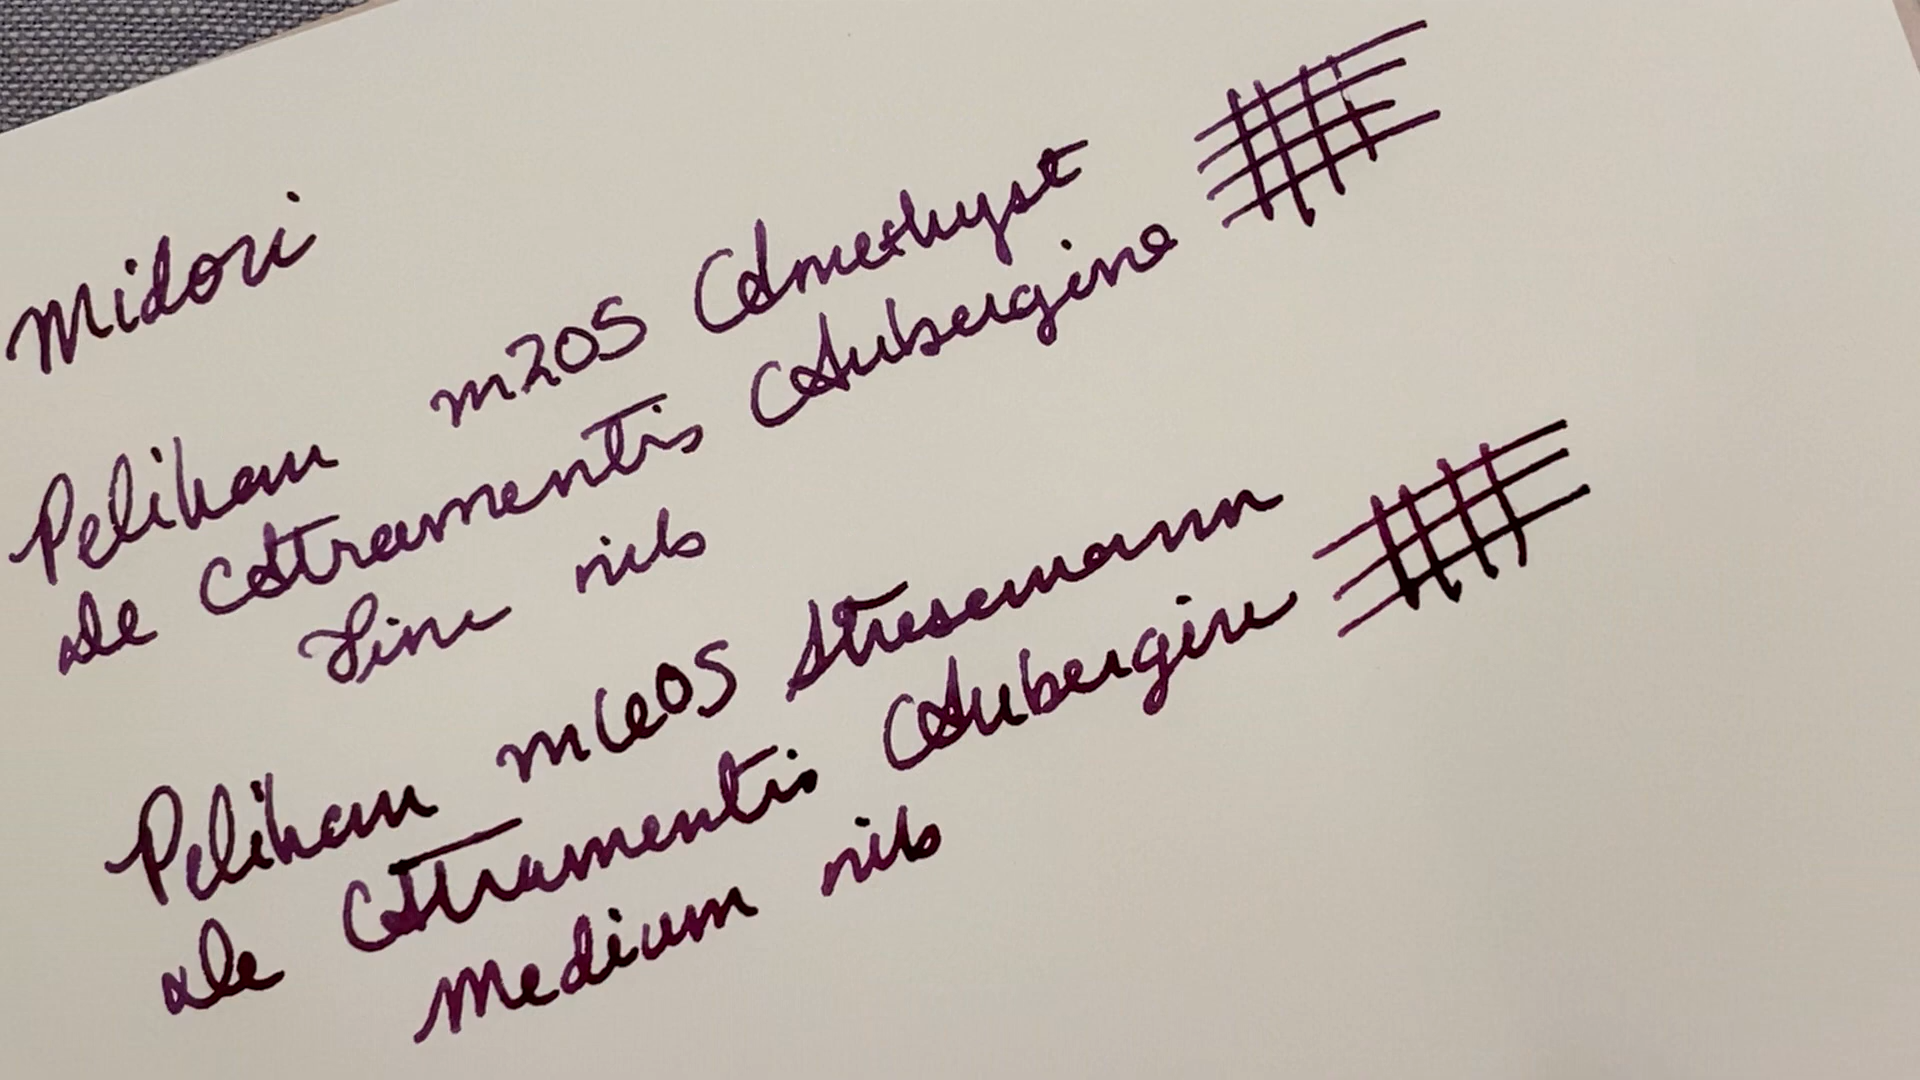 Midori
Pelikan M205 Amethyst
De Atramentis Aubergine
Fine nib
Pelikan M605 Stresemann
De Atramentis Aubergine
Medium nib